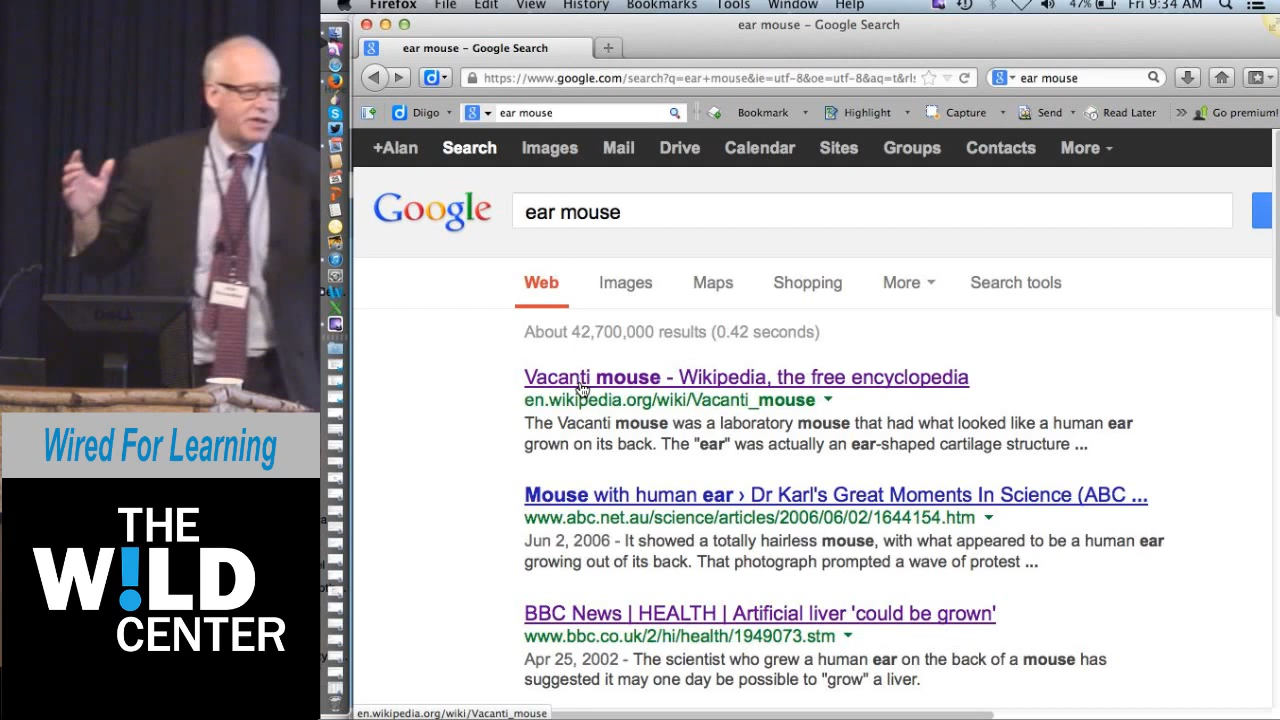 Firefox File Edit View History Bookmarks Tools Window Help 47% Fri 9:34 AM
ear mouse - Google Search
ear mouse - Google Search
https://www.google.com/search?q=ear+mouse&ie=utf-8&oe=utf-8&aq=t&rls
ear mouse
Diigo ear mouse Bookmark Highlight Capture Send Read Later Go premium!
+Alan Search Images Mail Drive Calendar Sites Groups Contacts More
Google ear mouse
Web Images Maps Shopping More Search tools
About 42,700,000 results (0.42 seconds)
Vacanti mouse - Wikipedia, the free encyclopedia
en.wikipedia.org/wiki/Vacanti_mouse
The Vacanti mouse was a laboratory mouse that had what looked like a human ear
grown on its back. The "ear" was actually an ear-shaped cartilage structure ...
Mouse with human ear › Dr Karl's Great Moments In Science (ABC ...
www.abc.net.au/science/articles/2006/06/02/1644154.htm
Jun 2, 2006 - It showed a totally hairless mouse, with what appeared to be a human ear
growing out of its back. That photograph prompted a wave of protest ...
BBC News | HEALTH | Artificial liver 'could be grown'
www.bbc.co.uk/2/hi/health/1949073.stm
Apr 25, 2002 - The scientist who grew a human ear on the back of a mouse has
suggested it may one day be possible to "grow" a liver.
en.wikipedia.org/wiki/Vacanti_mouse
DELL
Wired For Learning
THE
W!LD
CENTER